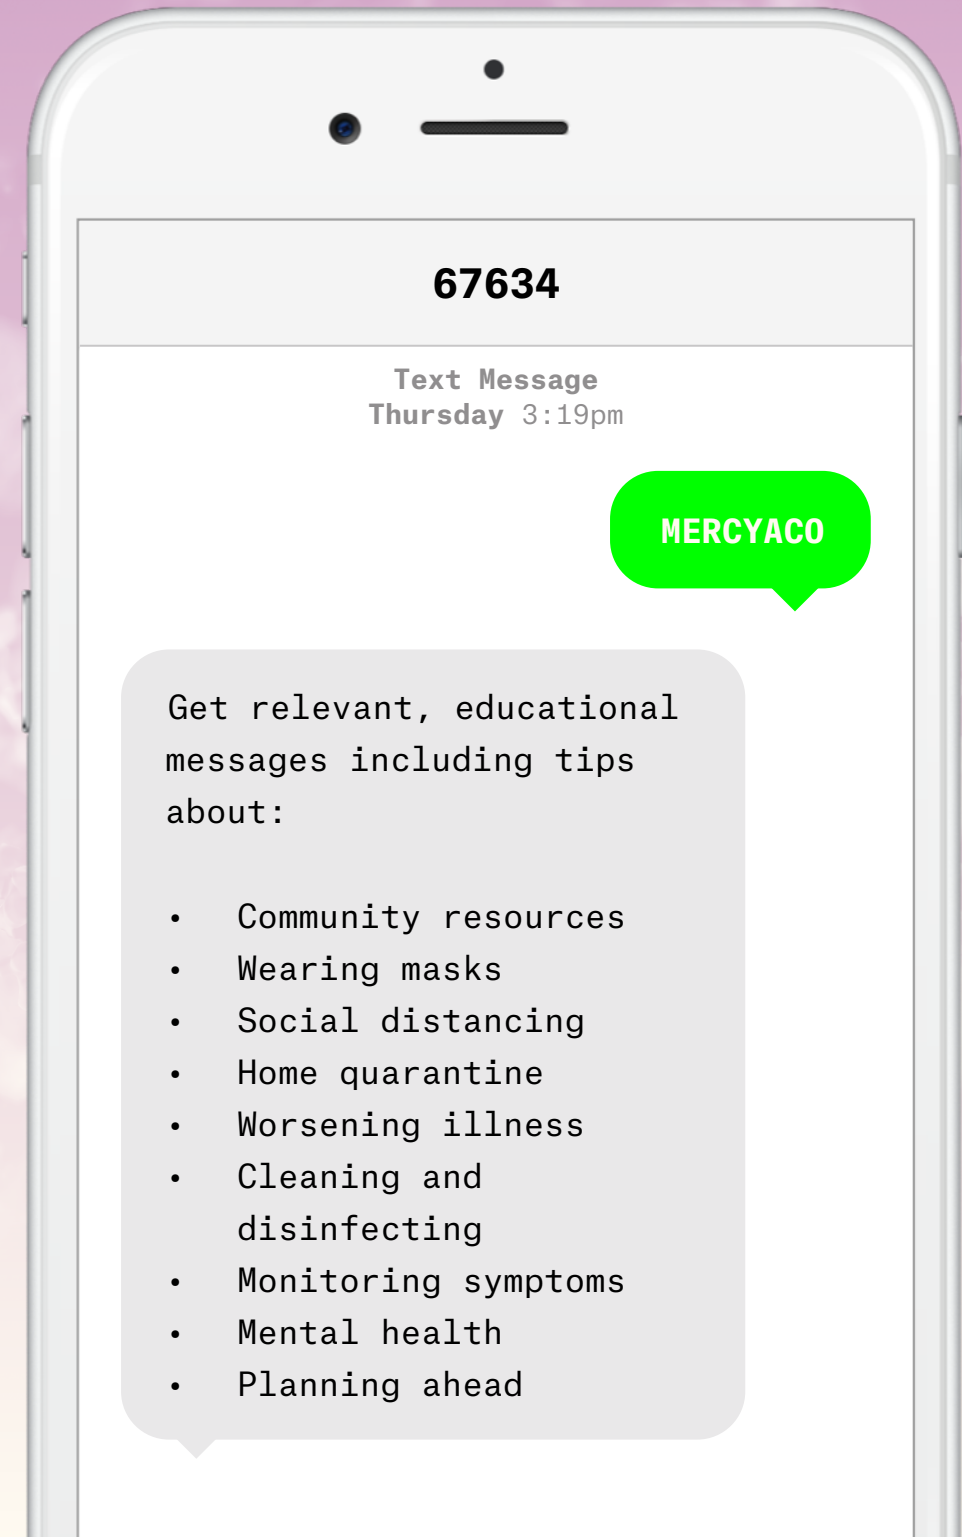 67634
Text Message
Thursday 3:19pm
MERCYACO
Get relevant, educational
messages including tips
about:
• Community resources
• Wearing masks
• Social distancing
• Home quarantine
• Worsening illness
• Cleaning and
disinfecting
• Monitoring symptoms
• Mental health
• Planning ahead